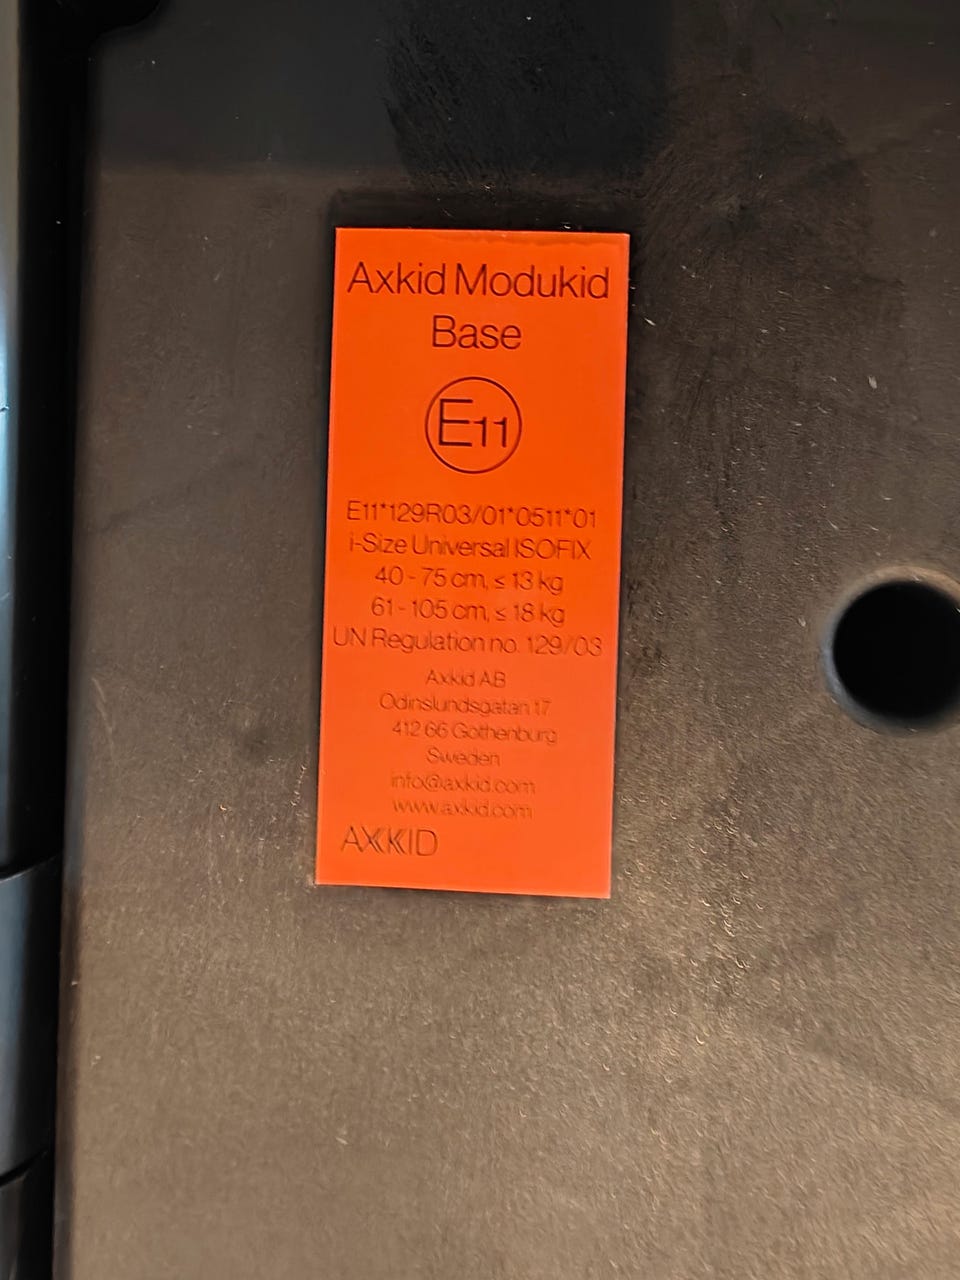 Axkid Modukid
Base
E11
E11*129R03/01*0511*01
i-Size Universal ISOFIX
40 - 75 cm, ≤ 13 kg
61 - 105 cm, ≤ 18 kg
UN Regulation no. 129/03
Axkid AB
Odinslundsgatan 17
412 66 Gothenburg
Sweden
info@axkid.com
www.axkid.com
AXKID